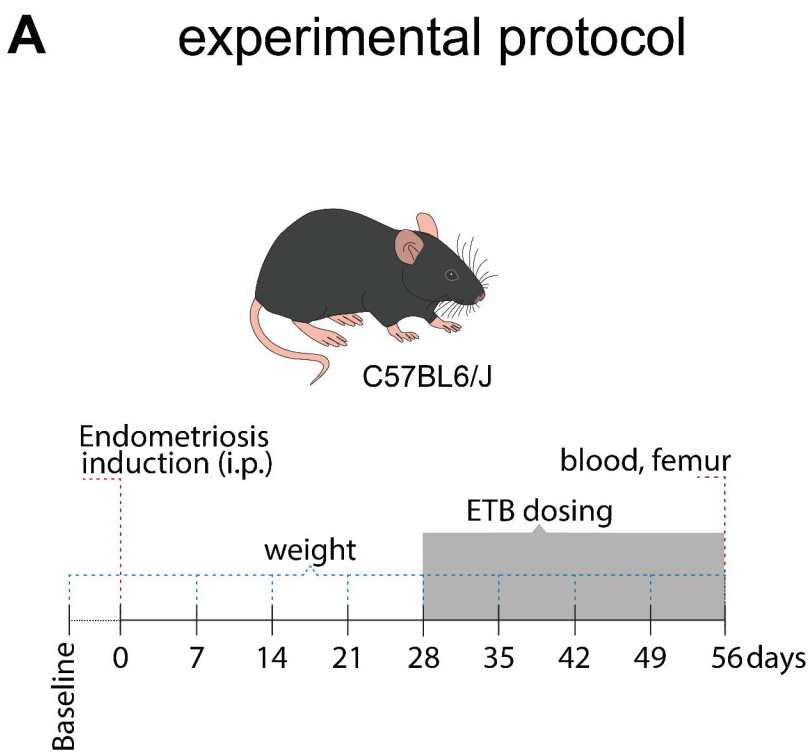 A
experimental protocol
C57BL6/J
Endometriosis
induction (i.p.)
blood, femur
ETB dosing
weight
Baseline 0 7 14 21 28 35 42 49 56 days